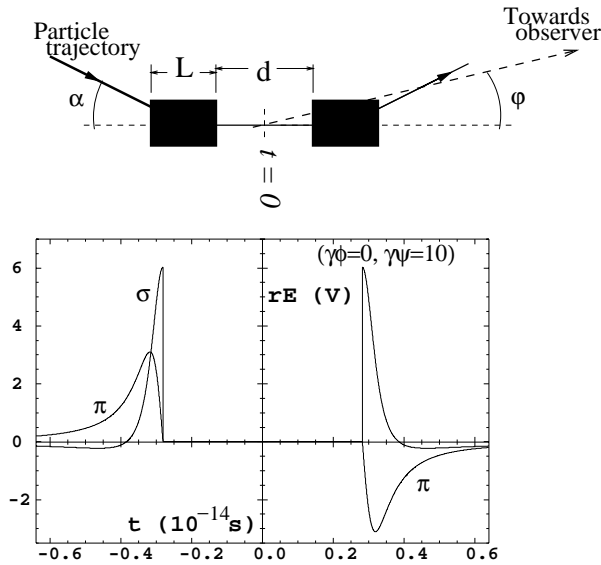 Particle
trajectory
Towards
observer
L
d
α
φ
t = 0
(γϕ=0, γψ=10)
σ
rE (V)
π
π
6
4
2
0
-2
t (10⁻¹⁴s)
-0.6 -0.4 -0.2 0.0 0.2 0.4 0.6